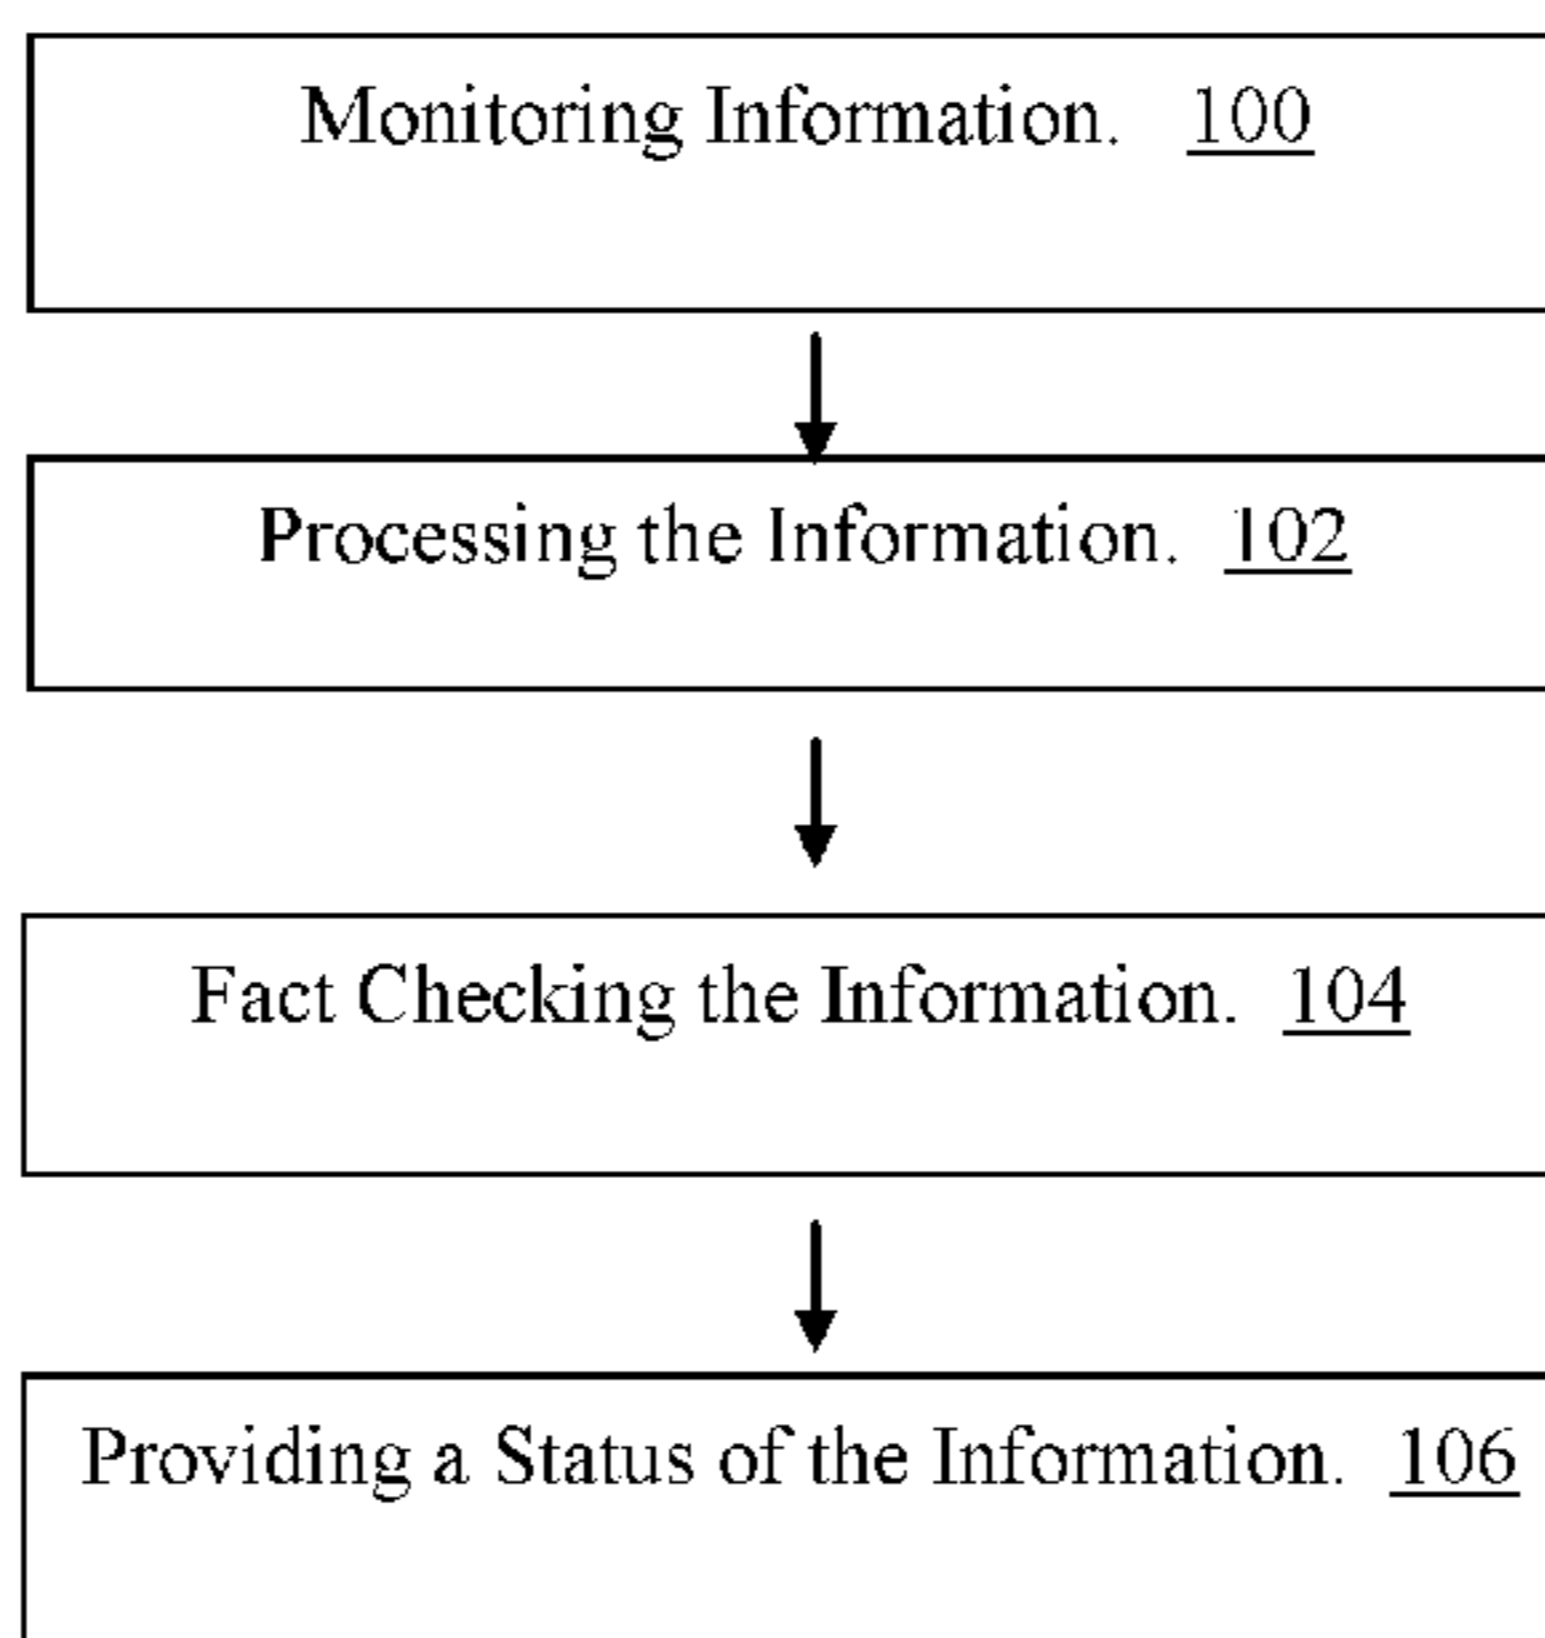 Monitoring Information. 100
Processing the Information. 102
Fact Checking the Information. 104
Providing a Status of the Information. 106